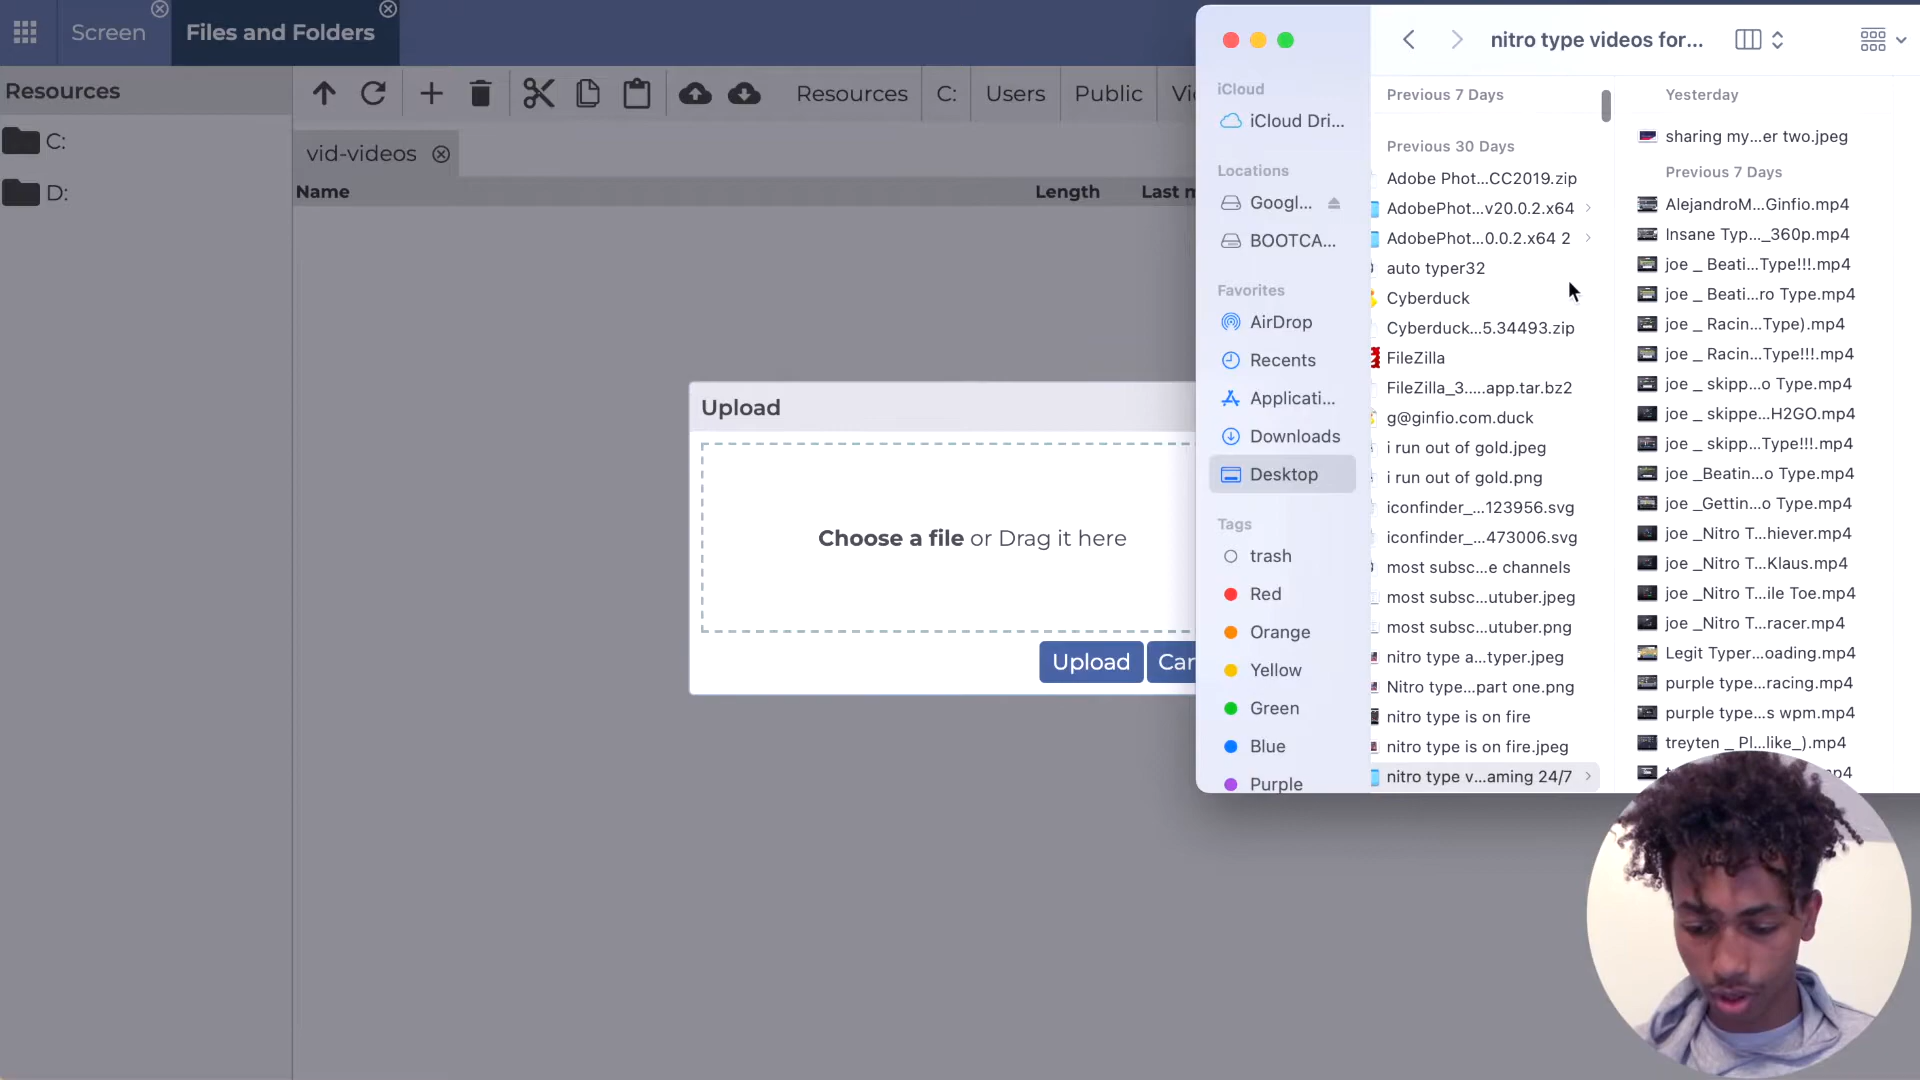 Screen
Files and Folders
Resources
C:
D:
Resources
C:
Users
Public
vid-videos
Name
Length
Last m
Upload
Choose a file or Drag it here
Upload
Can
nitro type videos for...
iCloud
iCloud Dri...
Locations
Googl...
BOOTCA...
Favorites
AirDrop
Recents
Applicati...
Downloads
Desktop
Tags
trash
Red
Orange
Yellow
Green
Blue
Purple
Previous 7 Days
Previous 30 Days
Adobe Phot...CC2019.zip
AdobePhot...v20.0.2.x64
AdobePhot...0.0.2.x64 2
auto typer32
Cyberduck
Cyberduck...5.34493.zip
FileZilla
FileZilla_3.....app.tar.bz2
g@ginfio.com.duck
i run out of gold.jpeg
i run out of gold.png
iconfinder_...123956.svg
iconfinder_...473006.svg
most subsc...e channels
most subsc...utuber.jpeg
most subsc...utuber.png
nitro type a...typer.jpeg
Nitro type...part one.png
nitro type is on fire
nitro type is on fire.jpeg
nitro type v...aming 24/7
Yesterday
sharing my...er two.jpeg
Previous 7 Days
AlejandroM...Ginfio.mp4
Insane Typ..._360p.mp4
joe _ Beati...Type!!!.mp4
joe _ Beati...ro Type.mp4
joe _ Racin...Type).mp4
joe _ Racin...Type!!!.mp4
joe _ skipp...o Type.mp4
joe _ skippe...H2GO.mp4
joe _ skipp...Type!!!.mp4
joe _Beatin...o Type.mp4
joe _Gettin...o Type.mp4
joe _Nitro T...hiever.mp4
joe _Nitro T...Klaus.mp4
joe _Nitro T...ile Toe.mp4
joe _Nitro T...racer.mp4
Legit Typer...oading.mp4
purple type...racing.mp4
purple type...s wpm.mp4
treyten _ Pl...like_).mp4